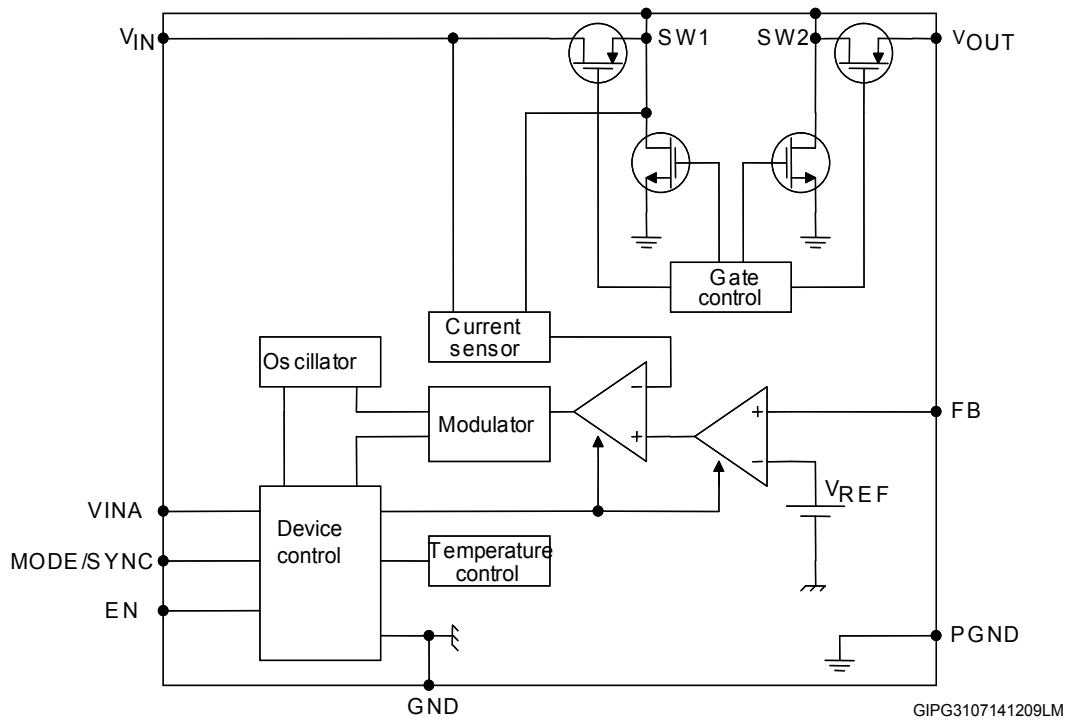 VIN
SW1
SW2
VOUT
Gate
control
Current
sensor
Oscillator
Modulator
−
+
+
−
FB
VREF
VINA
MODE/SYNC
EN
Device
control
Temperature
control
PGND
GND
GIPG3107141209LM